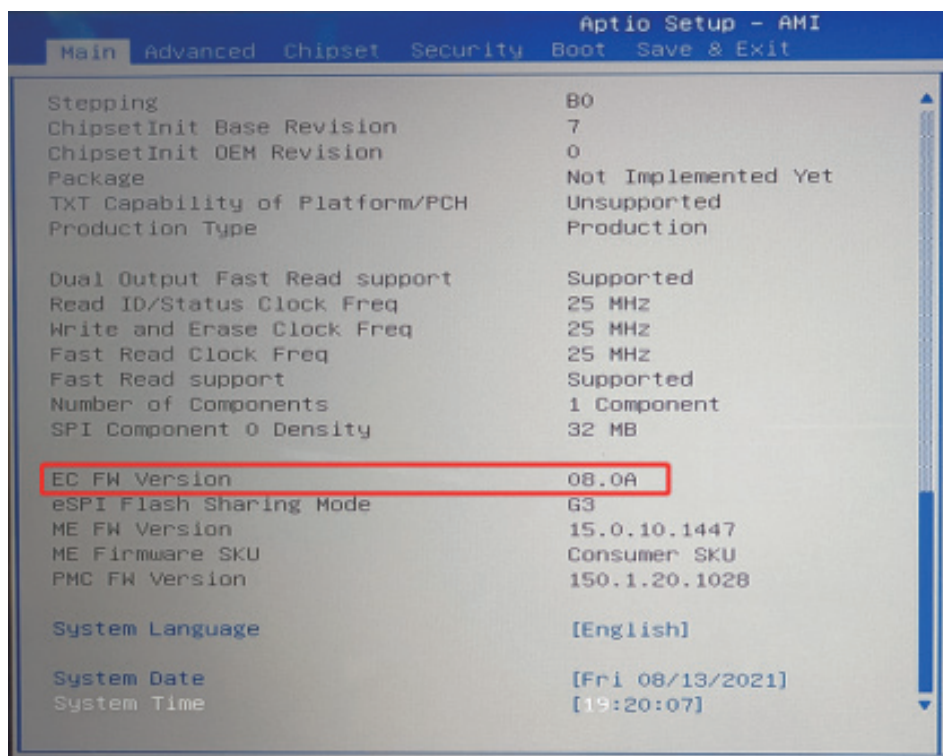 Aptio Setup - AMI
Main Advanced Chipset Security Boot Save & Exit
Stepping B0
ChipsetInit Base Revision 7
ChipsetInit OEM Revision 0
Package Not Implemented Yet
TXT Capability of Platform/PCH Unsupported
Production Type Production
Dual Output Fast Read support Supported
Read ID/Status Clock Freq 25 MHz
Write and Erase Clock Freq 25 MHz
Fast Read Clock Freq 25 MHz
Fast Read support Supported
Number of Components 1 Component
SPI Component 0 Density 32 MB
EC FW Version 08.0A
eSPI Flash Sharing Mode G3
ME FW Version 15.0.10.1447
ME Firmware SKU Consumer SKU
PMC FW Version 150.1.20.1028
System Language [English]
System Date [Fri 08/13/2021]
System Time [19:20:07]